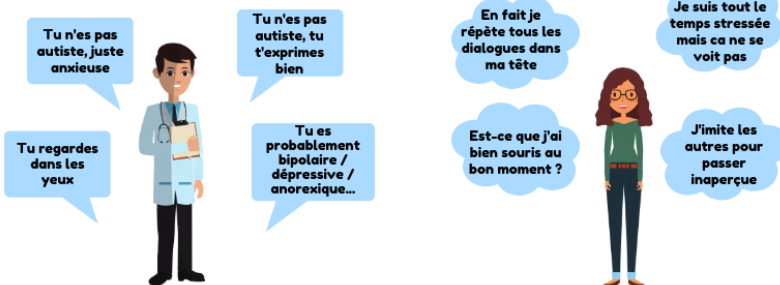 Tu n'es pas
autiste, juste
anxieuse
Tu n'es pas
autiste, tu
t'exprimes
bien
Tu regardes
dans les
yeux
Tu es
probablement
bipolaire /
dépressive /
anorexique...
En fait je
répète tous les
dialogues dans
ma tête
Je suis tout le
temps stressée
mais ca ne se
voit pas
Est-ce que j'ai
bien souris au
bon moment ?
J'imite les
autres pour
passer
inaperçue